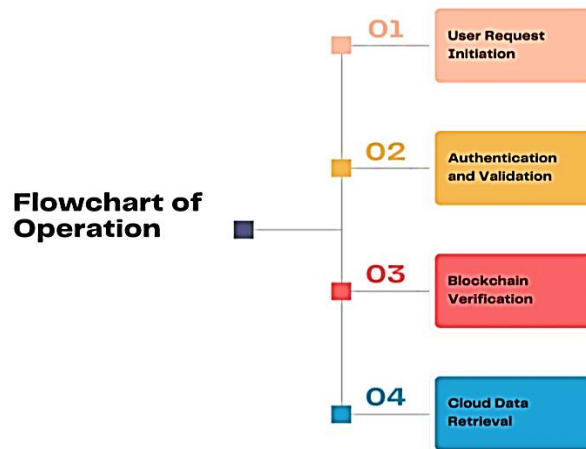 Flowchart of
Operation
01
User Request
Initiation
02
Authentication
and Validation
03
Blockchain
Verification
04
Cloud Data
Retrieval